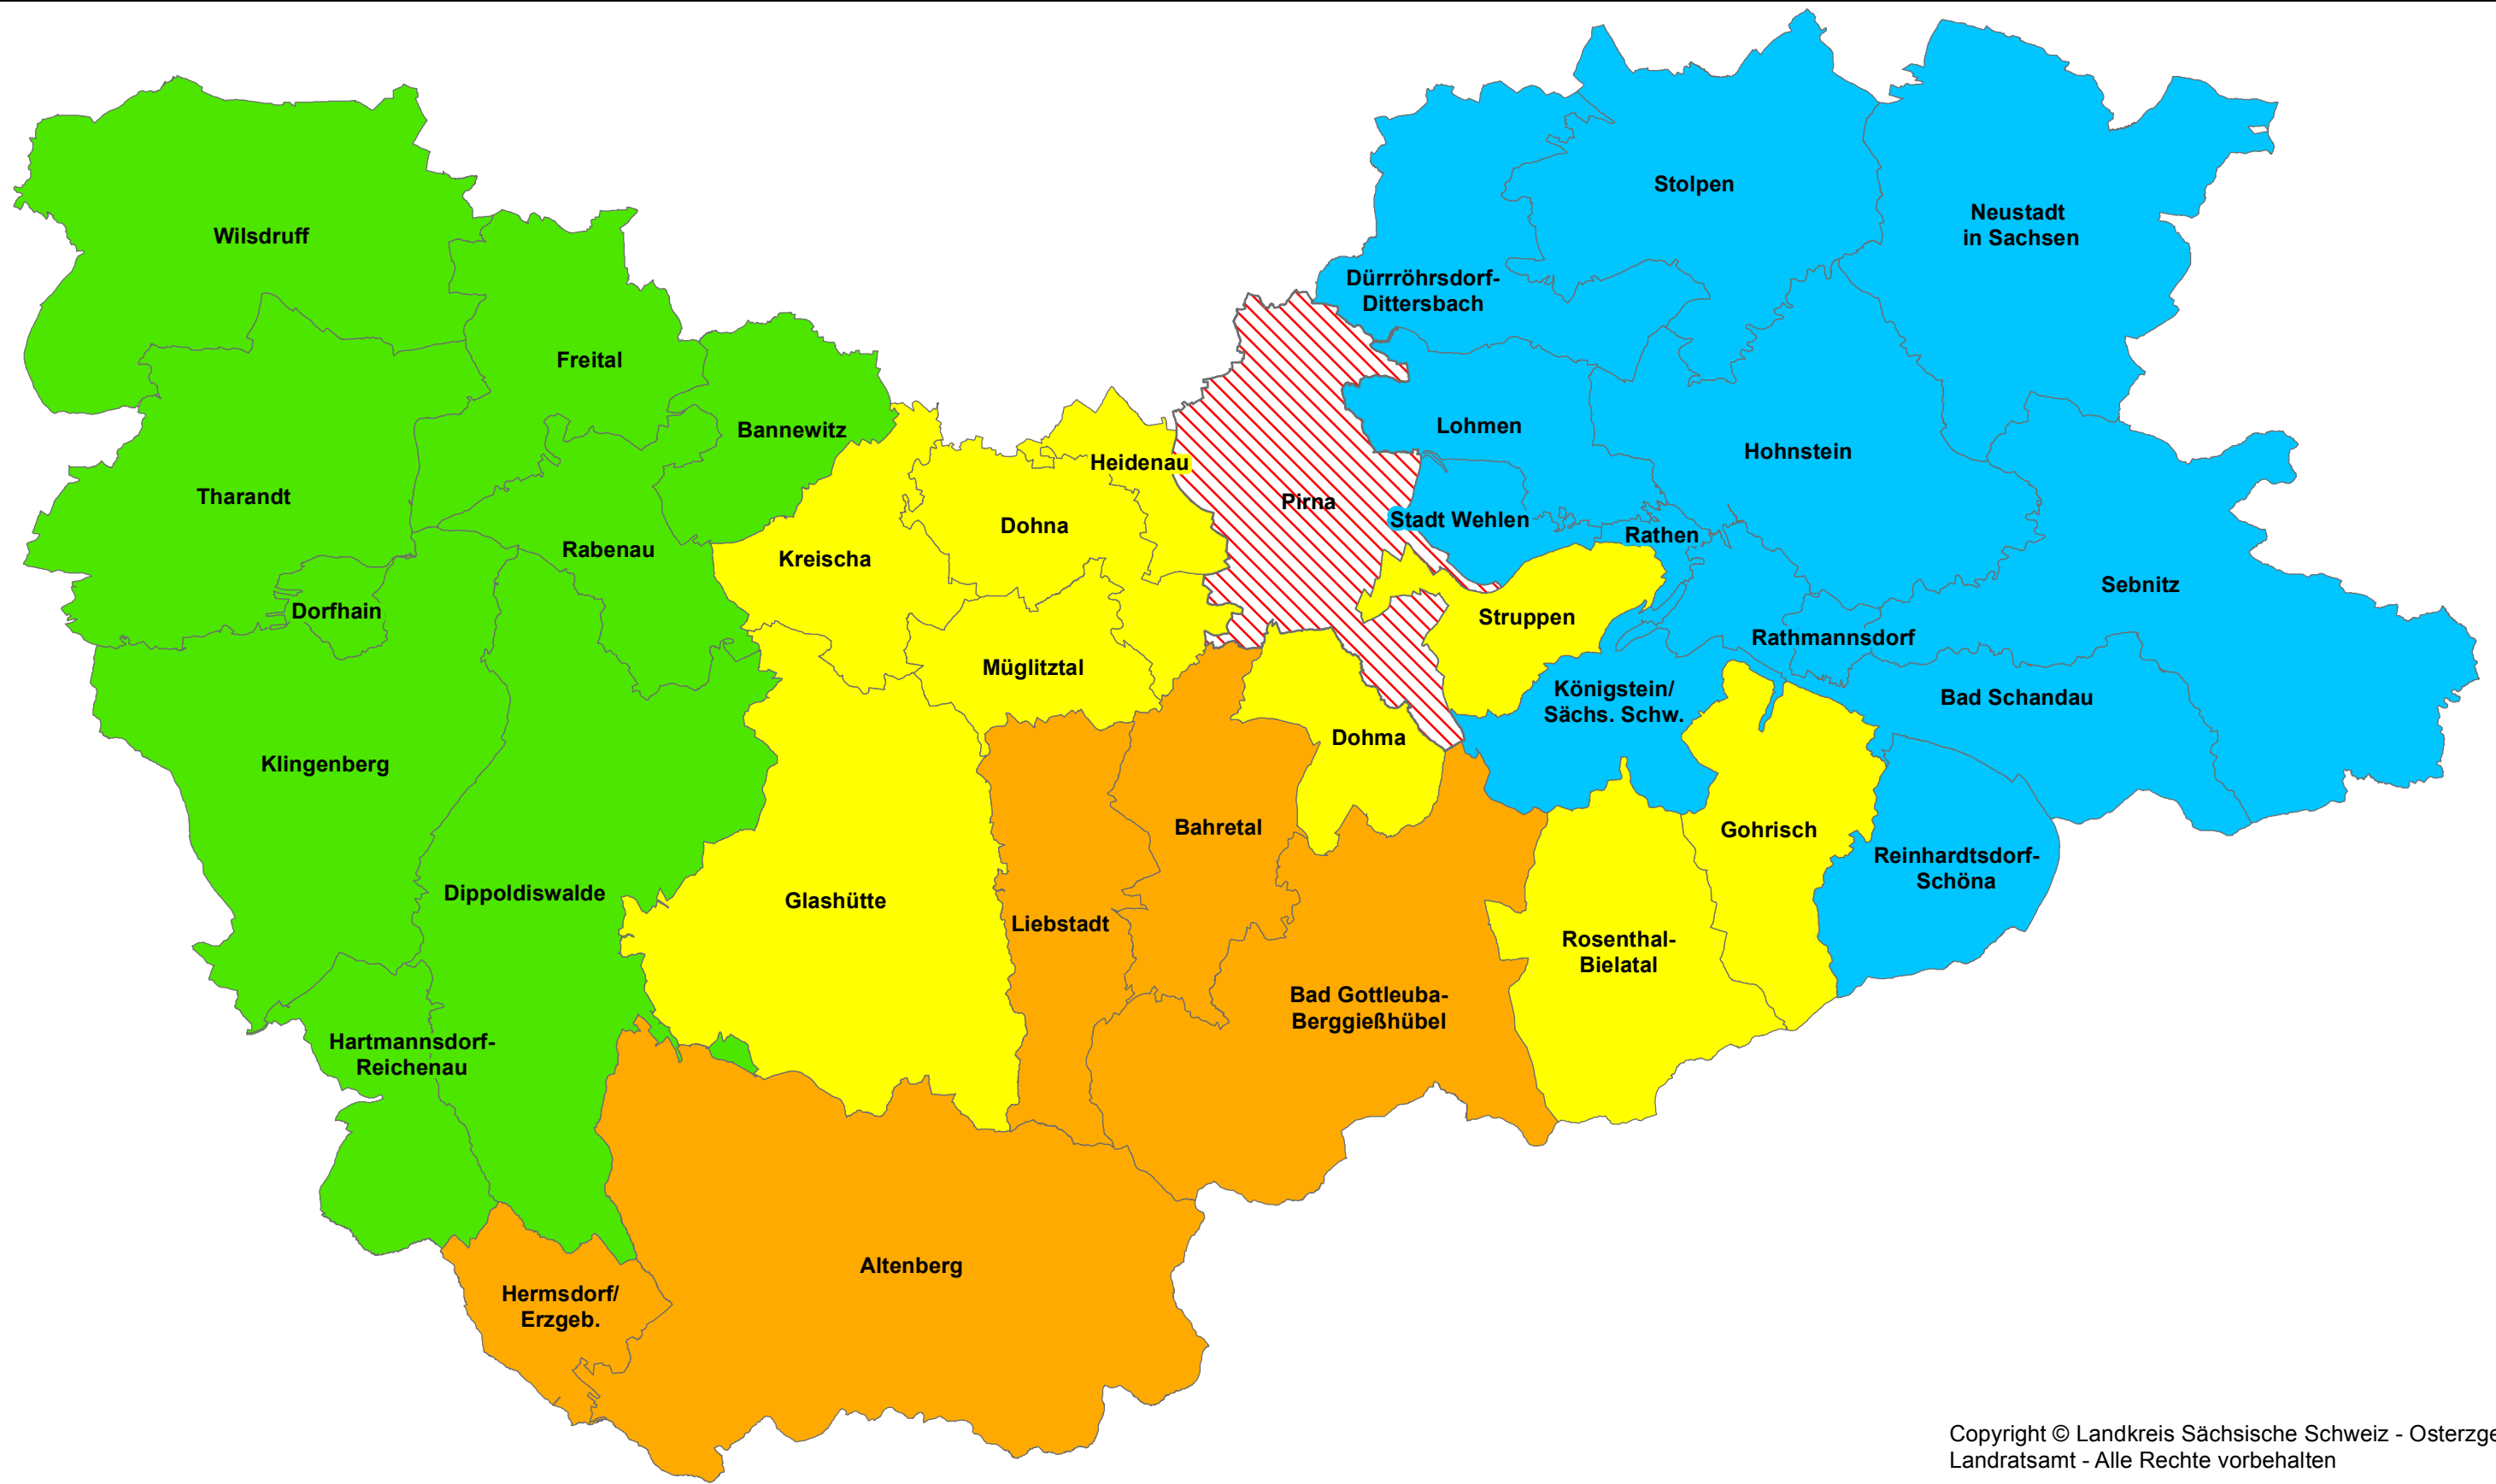 Stolpen
Neustadt
in Sachsen
Wilsdruff
Dürrröhrsdorf-
Dittersbach
Freital
Bannewitz
Lohmen
Hohnstein
Heidenau
Tharandt
Pirna
Dohna
Stadt Wehlen
Rathen
Rabenau
Kreischa
Sebnitz
Dorfhain
Struppen
Rathmannsdorf
Müglitztal
Königstein/
Sächs. Schw.
Bad Schandau
Dohma
Klingenberg
Bahretal
Gohrisch
Reinhardtsdorf-
Schöna
Dippoldiswalde
Glashütte
Liebstadt
Rosenthal-
Bielatal
Bad Gottleuba-
Berggießhübel
Hartmannsdorf-
Reichenau
Altenberg
Hermsdorf/
Erzgeb.
Copyright © Landkreis Sächsische Schweiz - Osterzge
Landratsamt - Alle Rechte vorbehalten